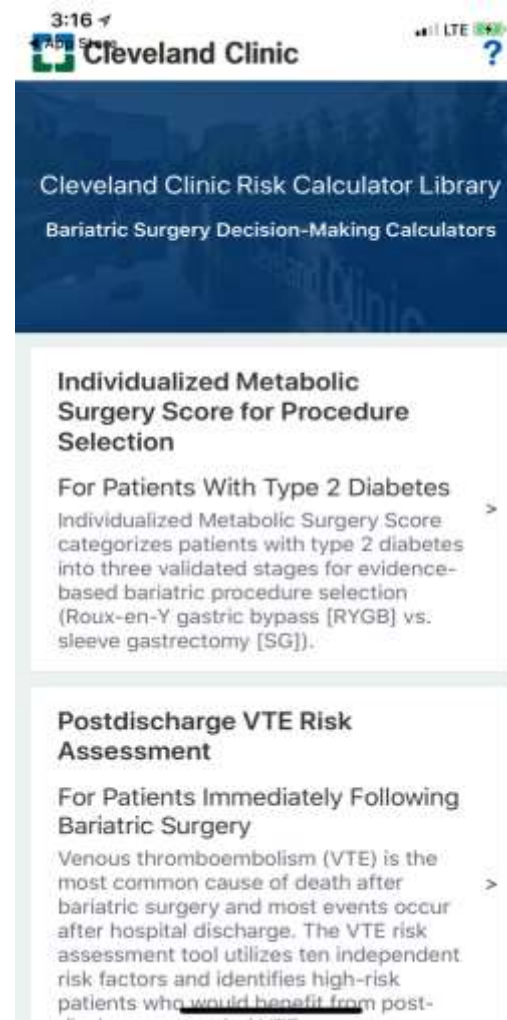 3:16
App Store
LTE
Cleveland Clinic
?
Cleveland Clinic Risk Calculator Library
Bariatric Surgery Decision-Making Calculators
Individualized Metabolic
Surgery Score for Procedure
Selection
For Patients With Type 2 Diabetes
Individualized Metabolic Surgery Score
categorizes patients with type 2 diabetes
into three validated stages for evidence-
based bariatric procedure selection
(Roux-en-Y gastric bypass [RYGB] vs.
sleeve gastrectomy [SG]).
>
Postdischarge VTE Risk
Assessment
For Patients Immediately Following
Bariatric Surgery
Venous thromboembolism (VTE) is the
most common cause of death after
bariatric surgery and most events occur
after hospital discharge. The VTE risk
assessment tool utilizes ten independent
risk factors and identifies high-risk
patients who would benefit from post-
>